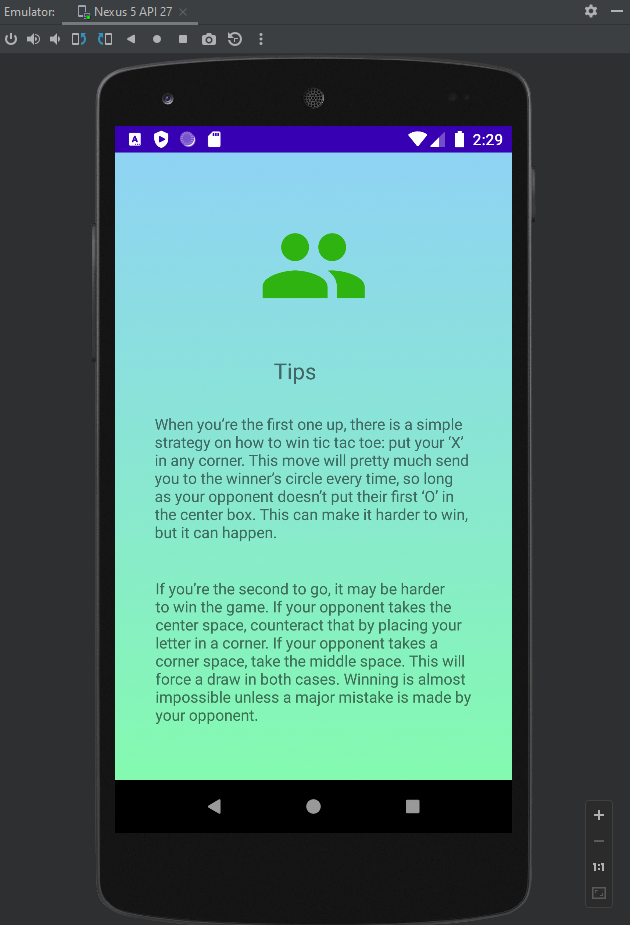 Emulator: Nexus 5 API 27
2:29
Tips
When you’re the first one up, there is a simple
strategy on how to win tic tac toe: put your ‘X’
in any corner. This move will pretty much send
you to the winner’s circle every time, so long
as your opponent doesn’t put their first ‘O’ in
the center box. This can make it harder to win,
but it can happen.
If you’re the second to go, it may be harder
to win the game. If your opponent takes the
center space, counteract that by placing your
letter in a corner. If your opponent takes a
corner space, take the middle space. This will
force a draw in both cases. Winning is almost
impossible unless a major mistake is made by
your opponent.
1:1